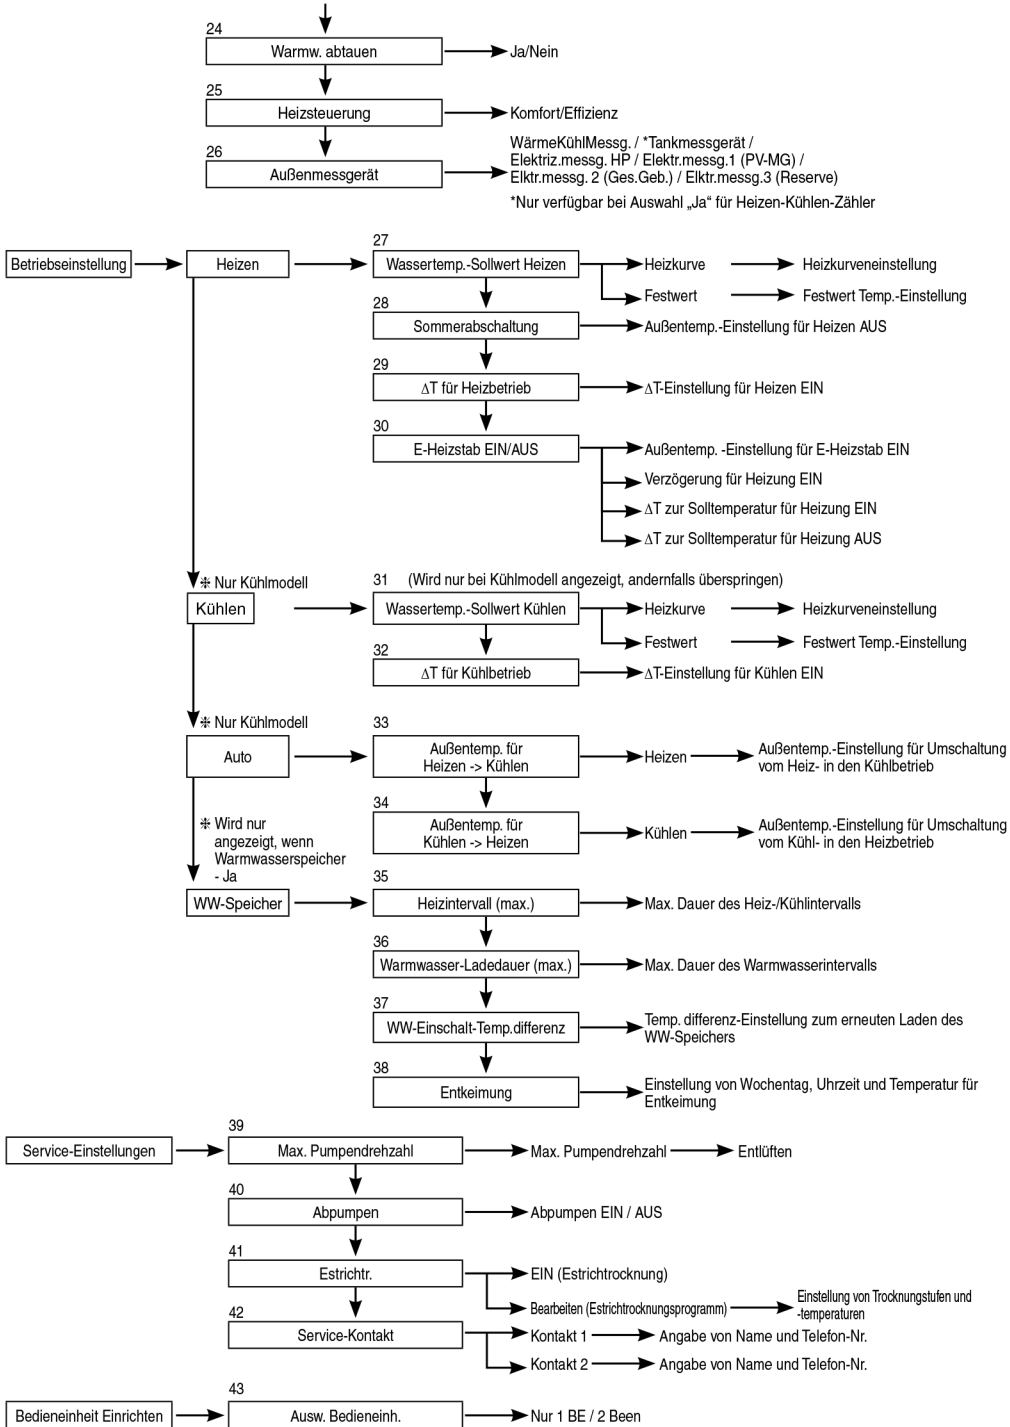 24
Warmw. abtauen
Ja/Nein
25
Heizsteuerung
Komfort/Effizienz
26
Außenmessgerät
WärmeKühlMessg. / *Tankmessgerät /
Elektriz.messg. HP / Elektr.messg.1 (PV-MG) /
Elktr.messg. 2 (Ges.Geb.) / Elktr.messg.3 (Reserve)
*Nur verfügbar bei Auswahl „Ja“ für Heizen-Kühlen-Zähler
Betriebseinstellung
Heizen
27
Wassertemp.-Sollwert Heizen
Heizkurve
Heizkurveneinstellung
Festwert
Festwert Temp.-Einstellung
28
Sommerabschaltung
Außentemp.-Einstellung für Heizen AUS
29
ΔT für Heizbetrieb
ΔT-Einstellung für Heizen EIN
30
E-Heizstab EIN/AUS
Außentemp. -Einstellung für E-Heizstab EIN
Verzögerung für Heizung EIN
ΔT zur Solltemperatur für Heizung EIN
ΔT zur Solltemperatur für Heizung AUS
❈ Nur Kühlmodell
Kühlen
31 (Wird nur bei Kühlmodell angezeigt, andernfalls überspringen)
Wassertemp.-Sollwert Kühlen
Heizkurve
Heizkurveneinstellung
Festwert
Festwert Temp.-Einstellung
32
ΔT für Kühlbetrieb
ΔT-Einstellung für Kühlen EIN
❈ Nur Kühlmodell
Auto
33
Außentemp. für
Heizen -> Kühlen
Heizen
Außentemp.-Einstellung für Umschaltung
vom Heiz- in den Kühlbetrieb
34
Außentemp. für
Kühlen -> Heizen
Kühlen
Außentemp.-Einstellung für Umschaltung
vom Kühl- in den Heizbetrieb
❈ Wird nur
angezeigt, wenn
Warmwasserspeicher
- Ja
WW-Speicher
35
Heizintervall (max.)
Max. Dauer des Heiz-/Kühlintervalls
36
Warmwasser-Ladedauer (max.)
Max. Dauer des Warmwasserintervalls
37
WW-Einschalt-Temp.differenz
Temp. differenz-Einstellung zum erneuten Laden des
WW-Speichers
38
Entkeimung
Einstellung von Wochentag, Uhrzeit und Temperatur für
Entkeimung
Service-Einstellungen
39
Max. Pumpendrehzahl
Max. Pumpendrehzahl
Entlüften
40
Abpumpen
Abpumpen EIN / AUS
41
Estrichtr.
EIN (Estrichtrocknung)
Bearbeiten (Estrichtrocknungsprogramm)
Einstellung von Trocknungstufen und
-temperaturen
42
Service-Kontakt
Kontakt 1
Angabe von Name und Telefon-Nr.
Kontakt 2
Angabe von Name und Telefon-Nr.
Bedieneinheit Einrichten
43
Ausw. Bedieneinh.
Nur 1 BE / 2 Been